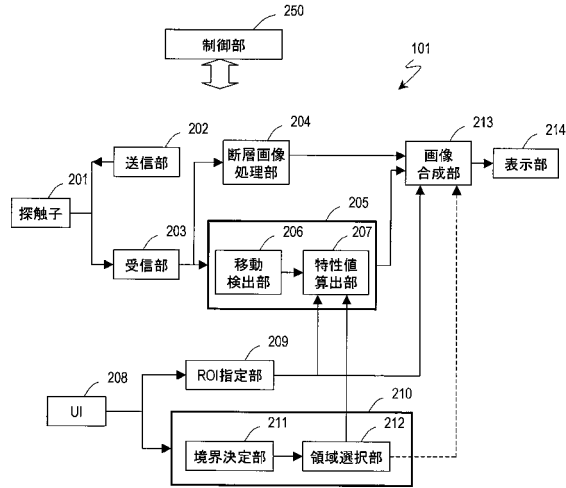 250
制御部
101
202
送信部
204
断層画像
処理部
213
画像
合成部
214
表示部
201
探触子
203
受信部
205
206
移動
検出部
207
特性値
算出部
209
ROI指定部
208
UI
210
211
境界決定部
212
領域選択部